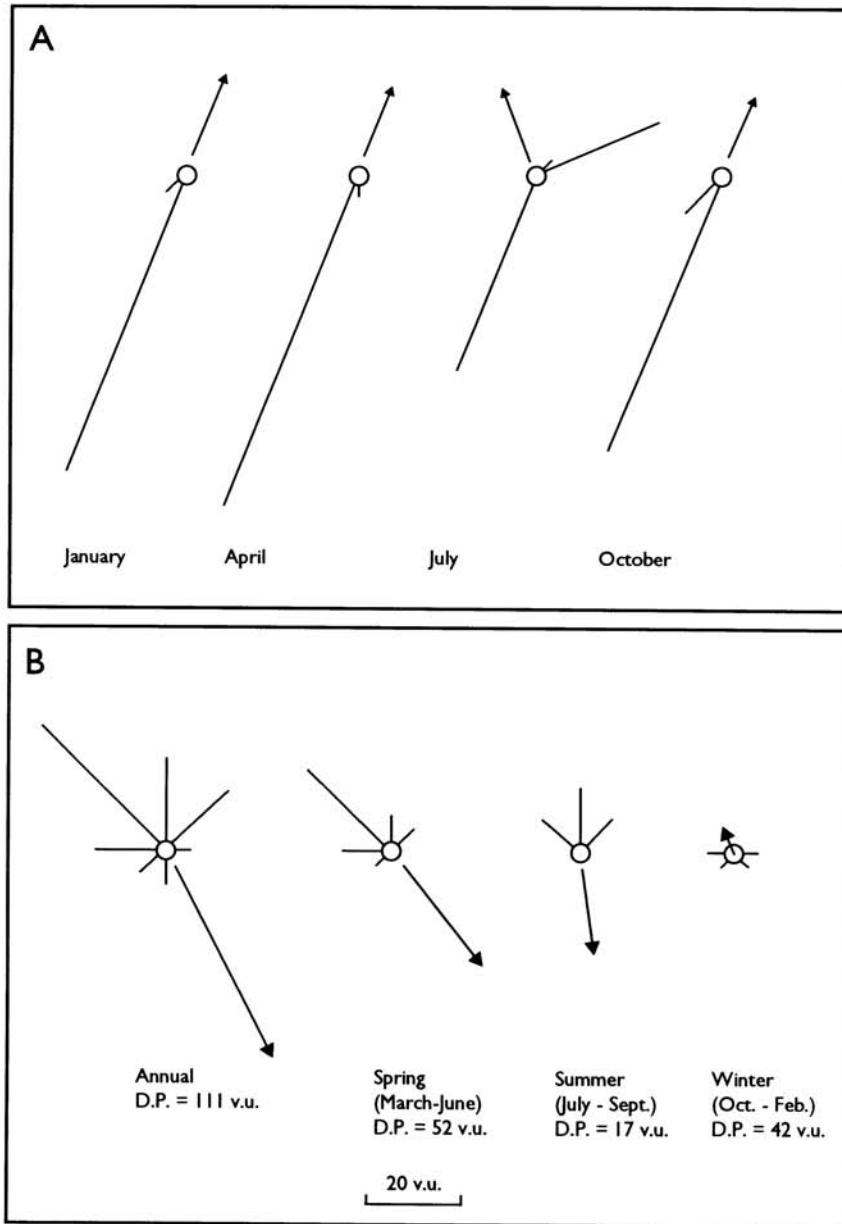 A
January April July October
B
Annual
D.P. = 111 v.u.
Spring
(March-June)
D.P. = 52 v.u.
Summer
(July - Sept.)
D.P. = 17 v.u.
Winter
(Oct. - Feb.)
D.P. = 42 v.u.
20 v.u.